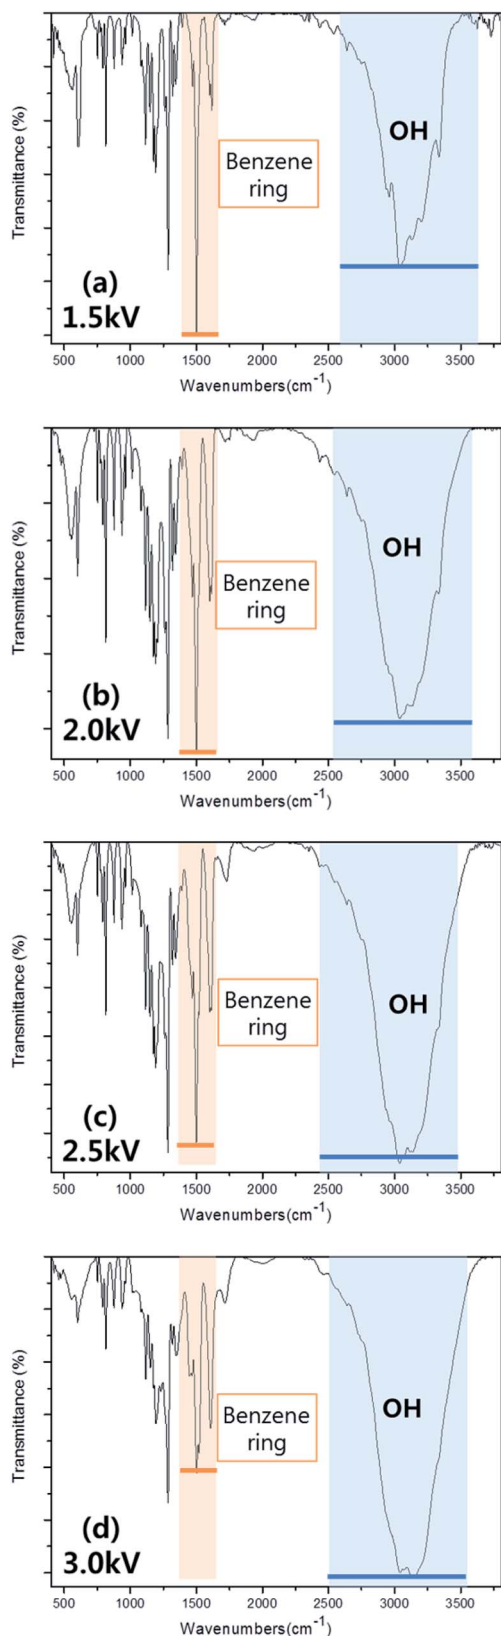 Transmittance (%)
OH
Benzene
ring
(a)
1.5kV
500 1000 1500 2000 2500 3000 3500
Wavenumbers(cm⁻¹)
Transmittance (%)
OH
Benzene
ring
(b)
2.0kV
500 1000 1500 2000 2500 3000 3500
Wavenumbers(cm⁻¹)
Transmittance (%)
Benzene
ring
OH
(c)
2.5kV
500 1000 1500 2000 2500 3000 3500
Wavenumbers(cm⁻¹)
Transmittance (%)
OH
Benzene
ring
(d)
3.0kV
500 1000 1500 2000 2500 3000 3500
Wavenumbers(cm⁻¹)